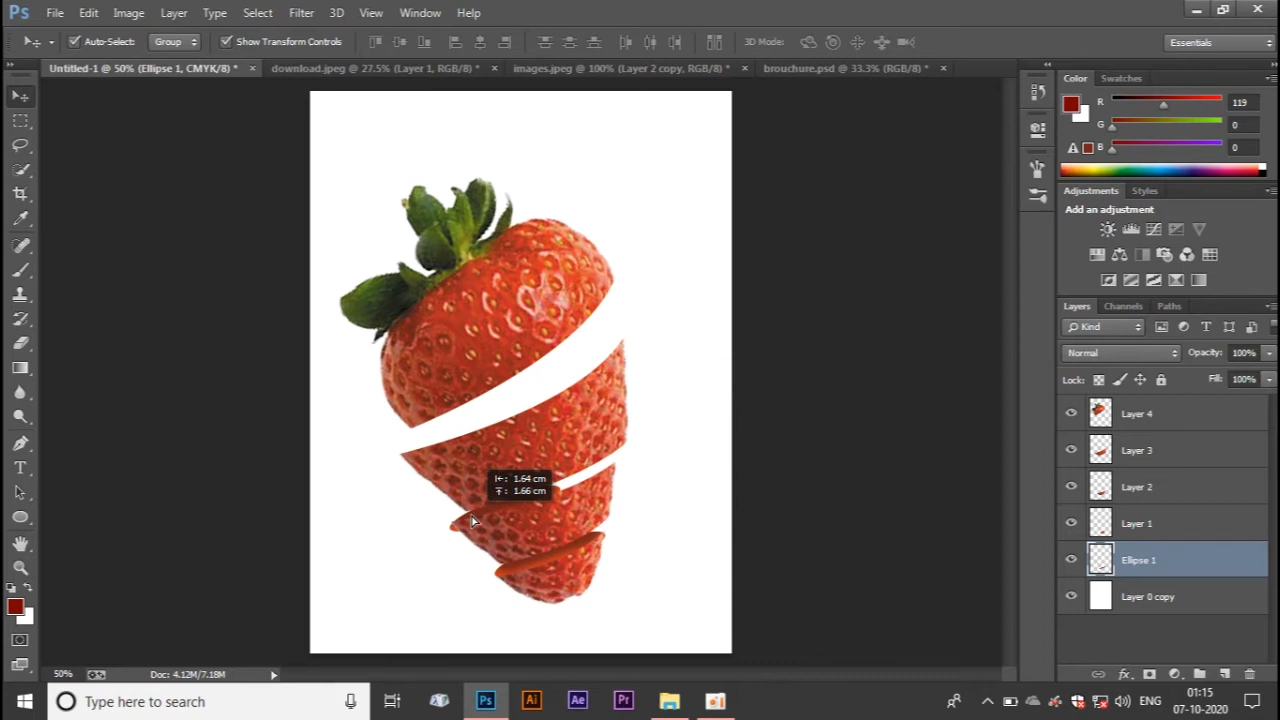 Ps File Edit Image Layer Type Select Filter 3D View Window Help
Auto-Select: Group Show Transform Controls 3D Mode: Essentials
Untitled-1 @ 50% (Ellipse 1, CMYK/8) * × download.jpeg @ 27.5% (Layer 1, RGB/8) * × images.jpeg @ 100% (Layer 2 copy, RGB/8) * × brouchure.psd @ 33.3% (RGB/8) * ×
Color Swatches
R 119
G 0
B 0
Adjustments Styles
Add an adjustment
Layers Channels Paths
Kind
Normal Opacity: 100%
Lock: Fill: 100%
Layer 4
Layer 3
Layer 2
Layer 1
Ellipse 1
Layer 0 copy
1.64 cm
1.66 cm
50% Doc: 4.12M/7.18M
Type here to search
Ps Ai Ae Pr
ENG
01:15
07-10-2020